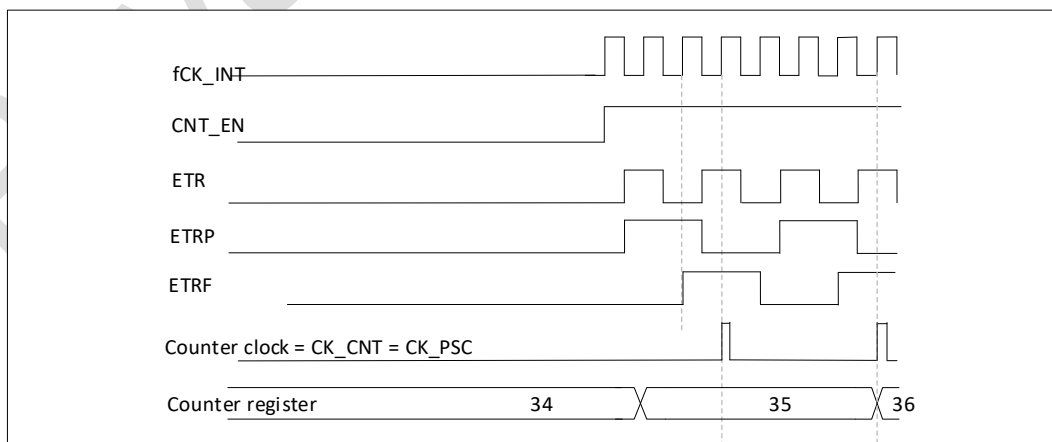 fCK_INT
CNT_EN
ETR
ETRP
ETRF
Counter clock = CK_CNT = CK_PSC
Counter register 34 35 36